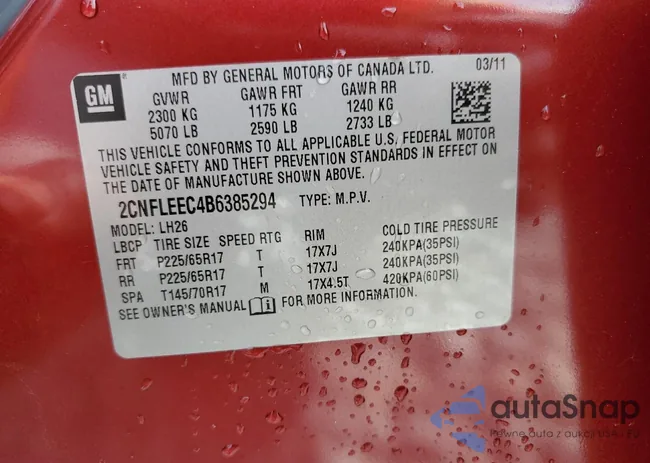 GM
MFD BY GENERAL MOTORS OF CANADA LTD. 03/11
GVWR GAWR FRT GAWR RR
2300 KG 1175 KG 1240 KG
5070 LB 2590 LB 2733 LB
THIS VEHICLE CONFORMS TO ALL APPLICABLE U.S. FEDERAL MOTOR
VEHICLE SAFETY AND THEFT PREVENTION STANDARDS IN EFFECT ON
THE DATE OF MANUFACTURE SHOWN ABOVE.
2CNFLEEC4B6385294 TYPE: M.P.V.
MODEL: LH26
LBCP TIRE SIZE SPEED RTG RIM COLD TIRE PRESSURE
FRT P225/65R17 T 17X7J 240KPA(35PSI)
RR P225/65R17 T 17X7J 240KPA(35PSI)
SPA T145/70R17 M 17X4.5T 420KPA(60PSI)
SEE OWNER'S MANUAL FOR MORE INFORMATION.
autaSnap
Pewne auta z aukcji